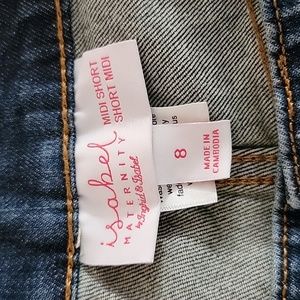 isabel
MATERNITY
by Ingrid & Isabel
MIDI SHORT
SHORT MIDI
8
MADE IN
CAMBODIA